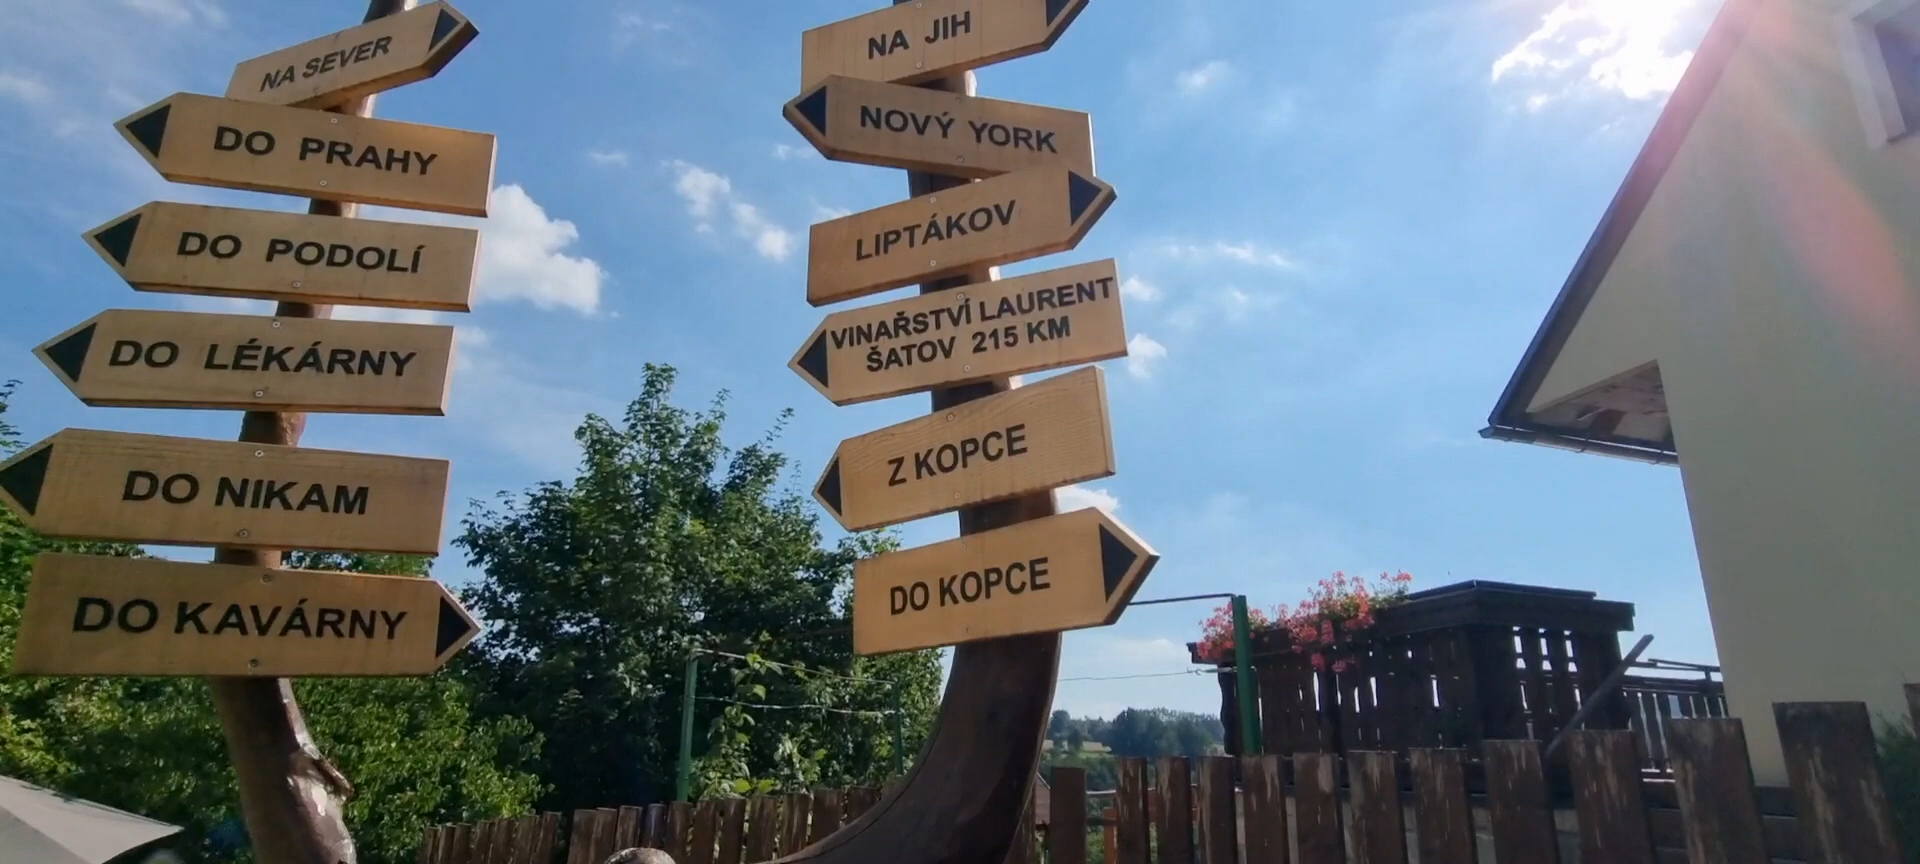 NA SEVER
DO PRAHY
DO PODOLÍ
DO LÉKÁRNY
DO NIKAM
DO KAVÁRNY
NA JIH
NOVÝ YORK
LIPTÁKOV
VINAŘSTVÍ LAURENT
ŠATOV 215 KM
Z KOPCE
DO KOPCE